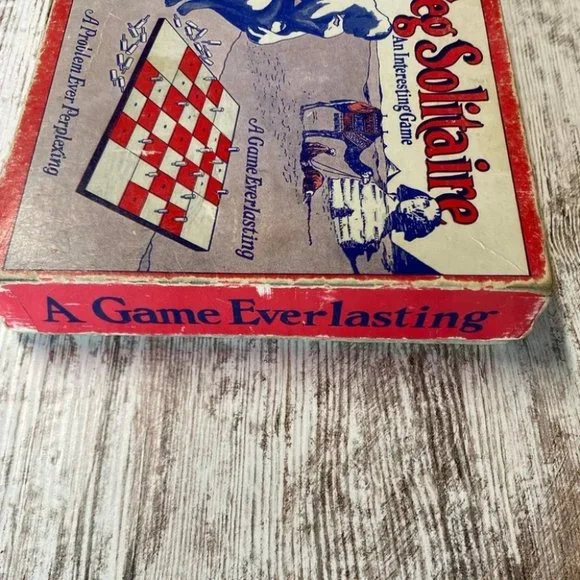 Peg Solitaire
An Interesting Game
A Game Everlasting
A Problem Ever Perplexing
A Game Everlasting